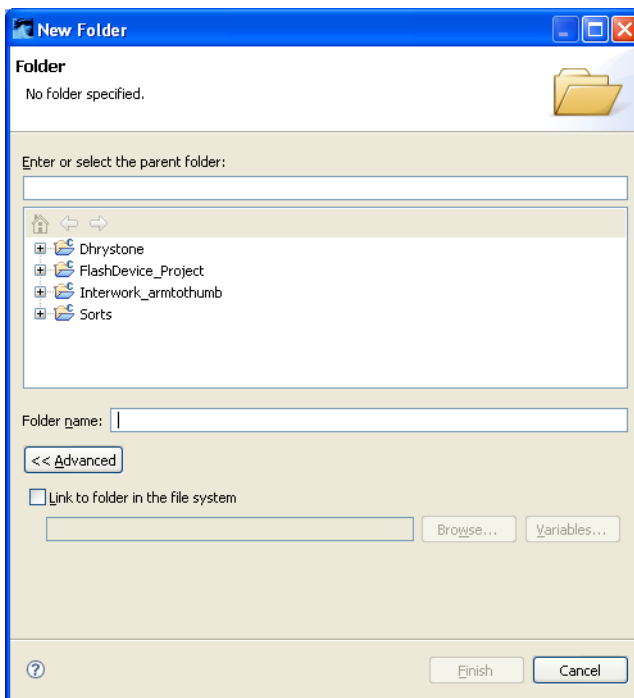 New Folder
Folder
No folder specified.
Enter or select the parent folder:
Dhrystone
FlashDevice_Project
Interwork_armtothumb
Sorts
Folder name:
<< Advanced
Link to folder in the file system
Browse... Variables...
Finish Cancel